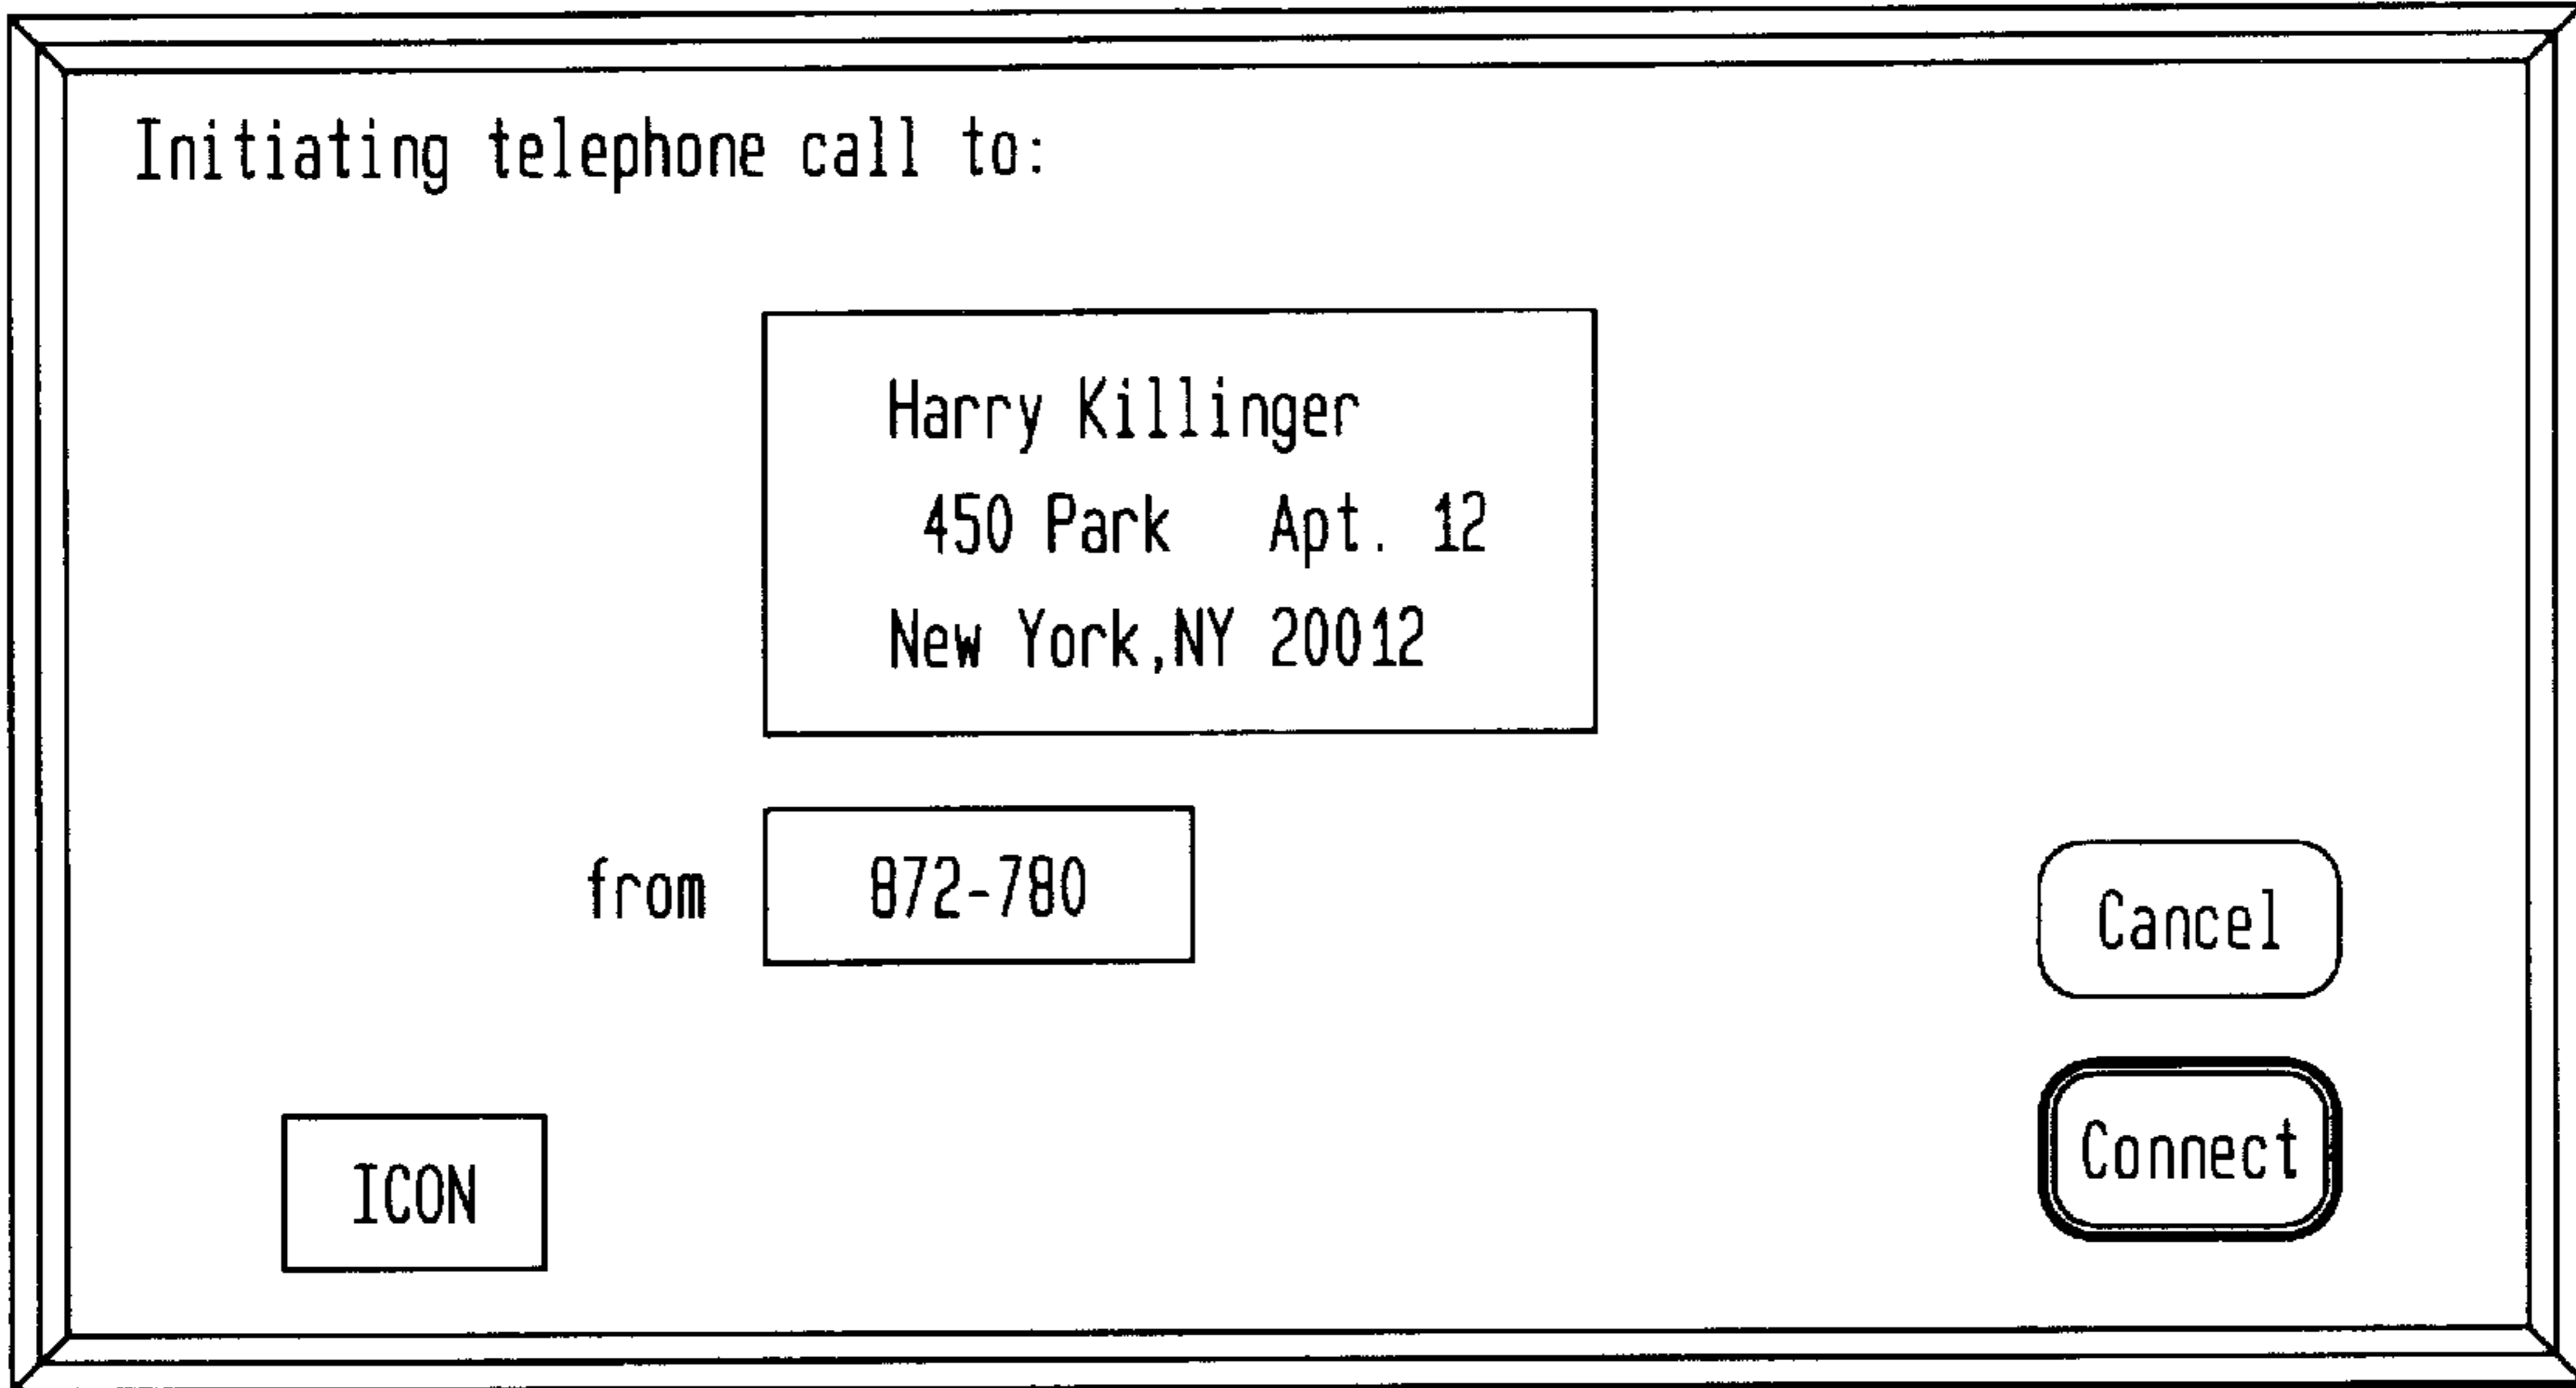 Initiating telephone call to:
Harry Killinger
450 Park Apt. 12
New York,NY 20012
from 872-780
Cancel
Connect
ICON